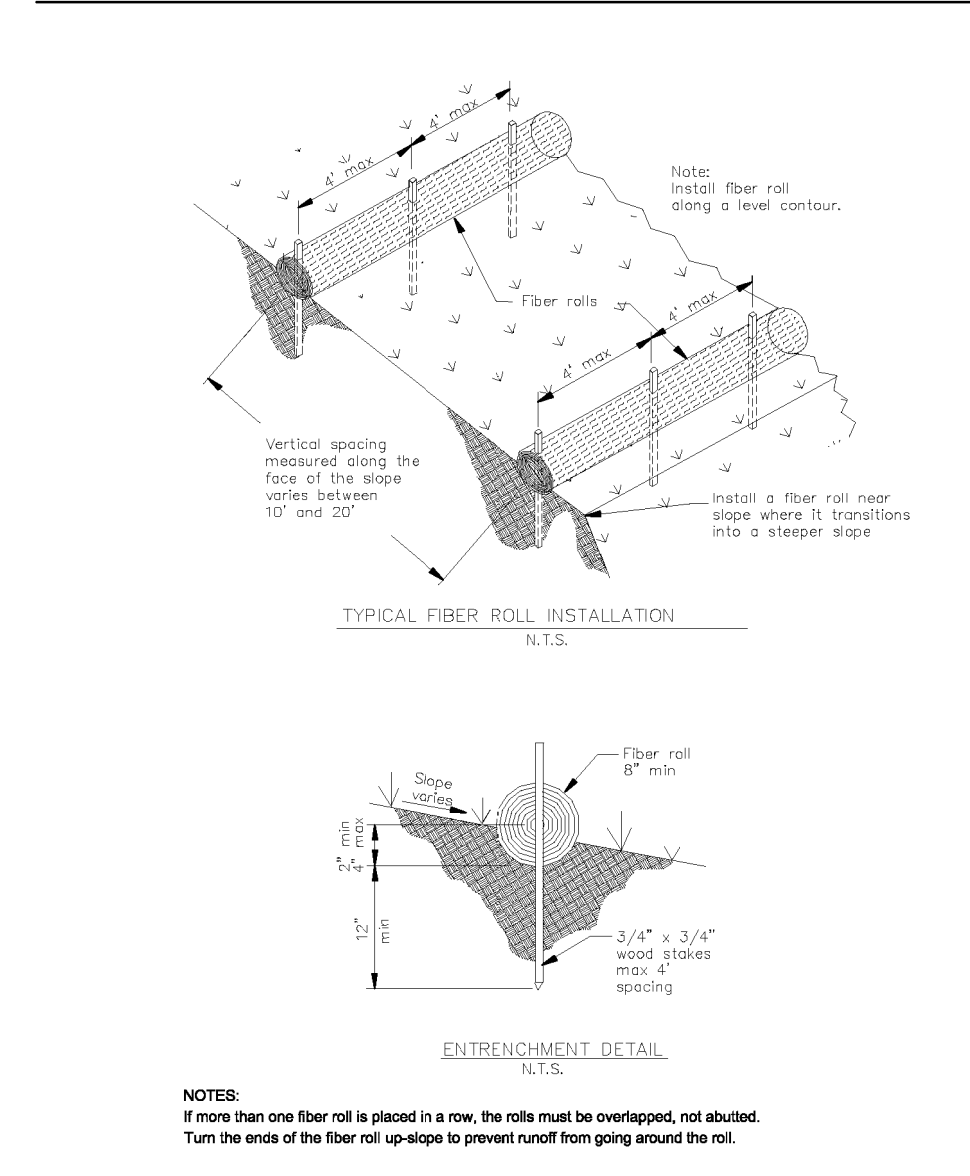 4' max
4' max
Note:
Install fiber roll
along a level contour.
Fiber rolls
4' max
4' max
Vertical spacing
measured along the
face of the slope
varies between
10' and 20'
Install a fiber roll near
slope where it transitions
into a steeper slope
TYPICAL FIBER ROLL INSTALLATION
N.T.S.
Fiber roll
8" min
Slope
varies
2" min
4" max
12"
min
3/4" x 3/4"
wood stakes
max 4'
spacing
ENTRENCHMENT DETAIL
N.T.S.
NOTES:
If more than one fiber roll is placed in a row, the rolls must be overlapped, not abutted.
Turn the ends of the fiber roll up-slope to prevent runoff from going around the roll.